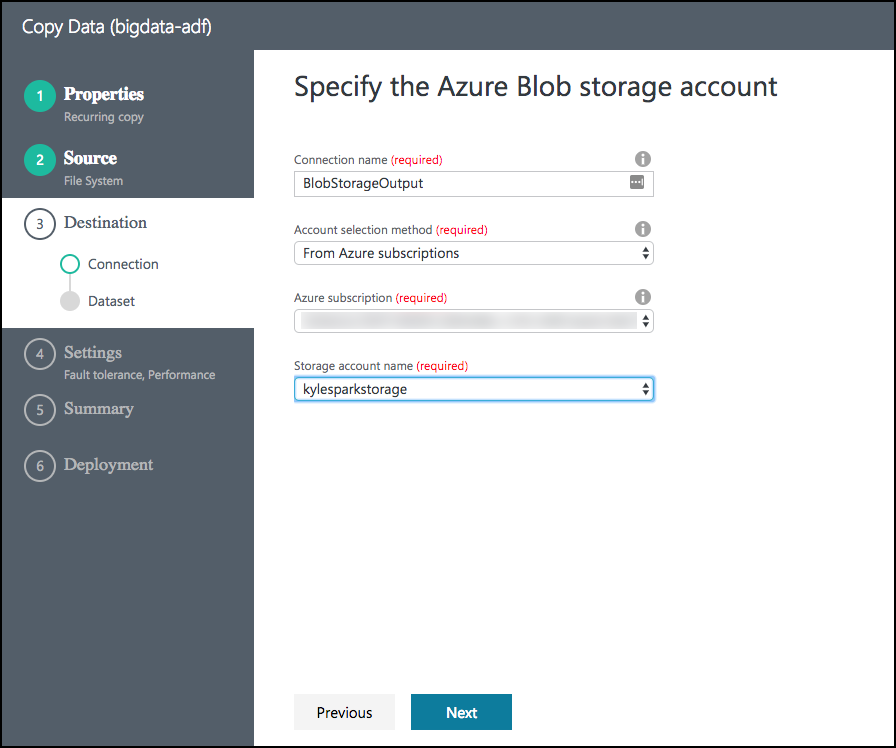 Copy Data (bigdata-adf)
1 Properties
Recurring copy
2 Source
File System
3 Destination
Connection
Dataset
4 Settings
Fault tolerance, Performance
5 Summary
6 Deployment
Specify the Azure Blob storage account
Connection name (required)
BlobStorageOutput
Account selection method (required)
From Azure subscriptions
Azure subscription (required)
Storage account name (required)
kylesparkstorage
Previous
Next